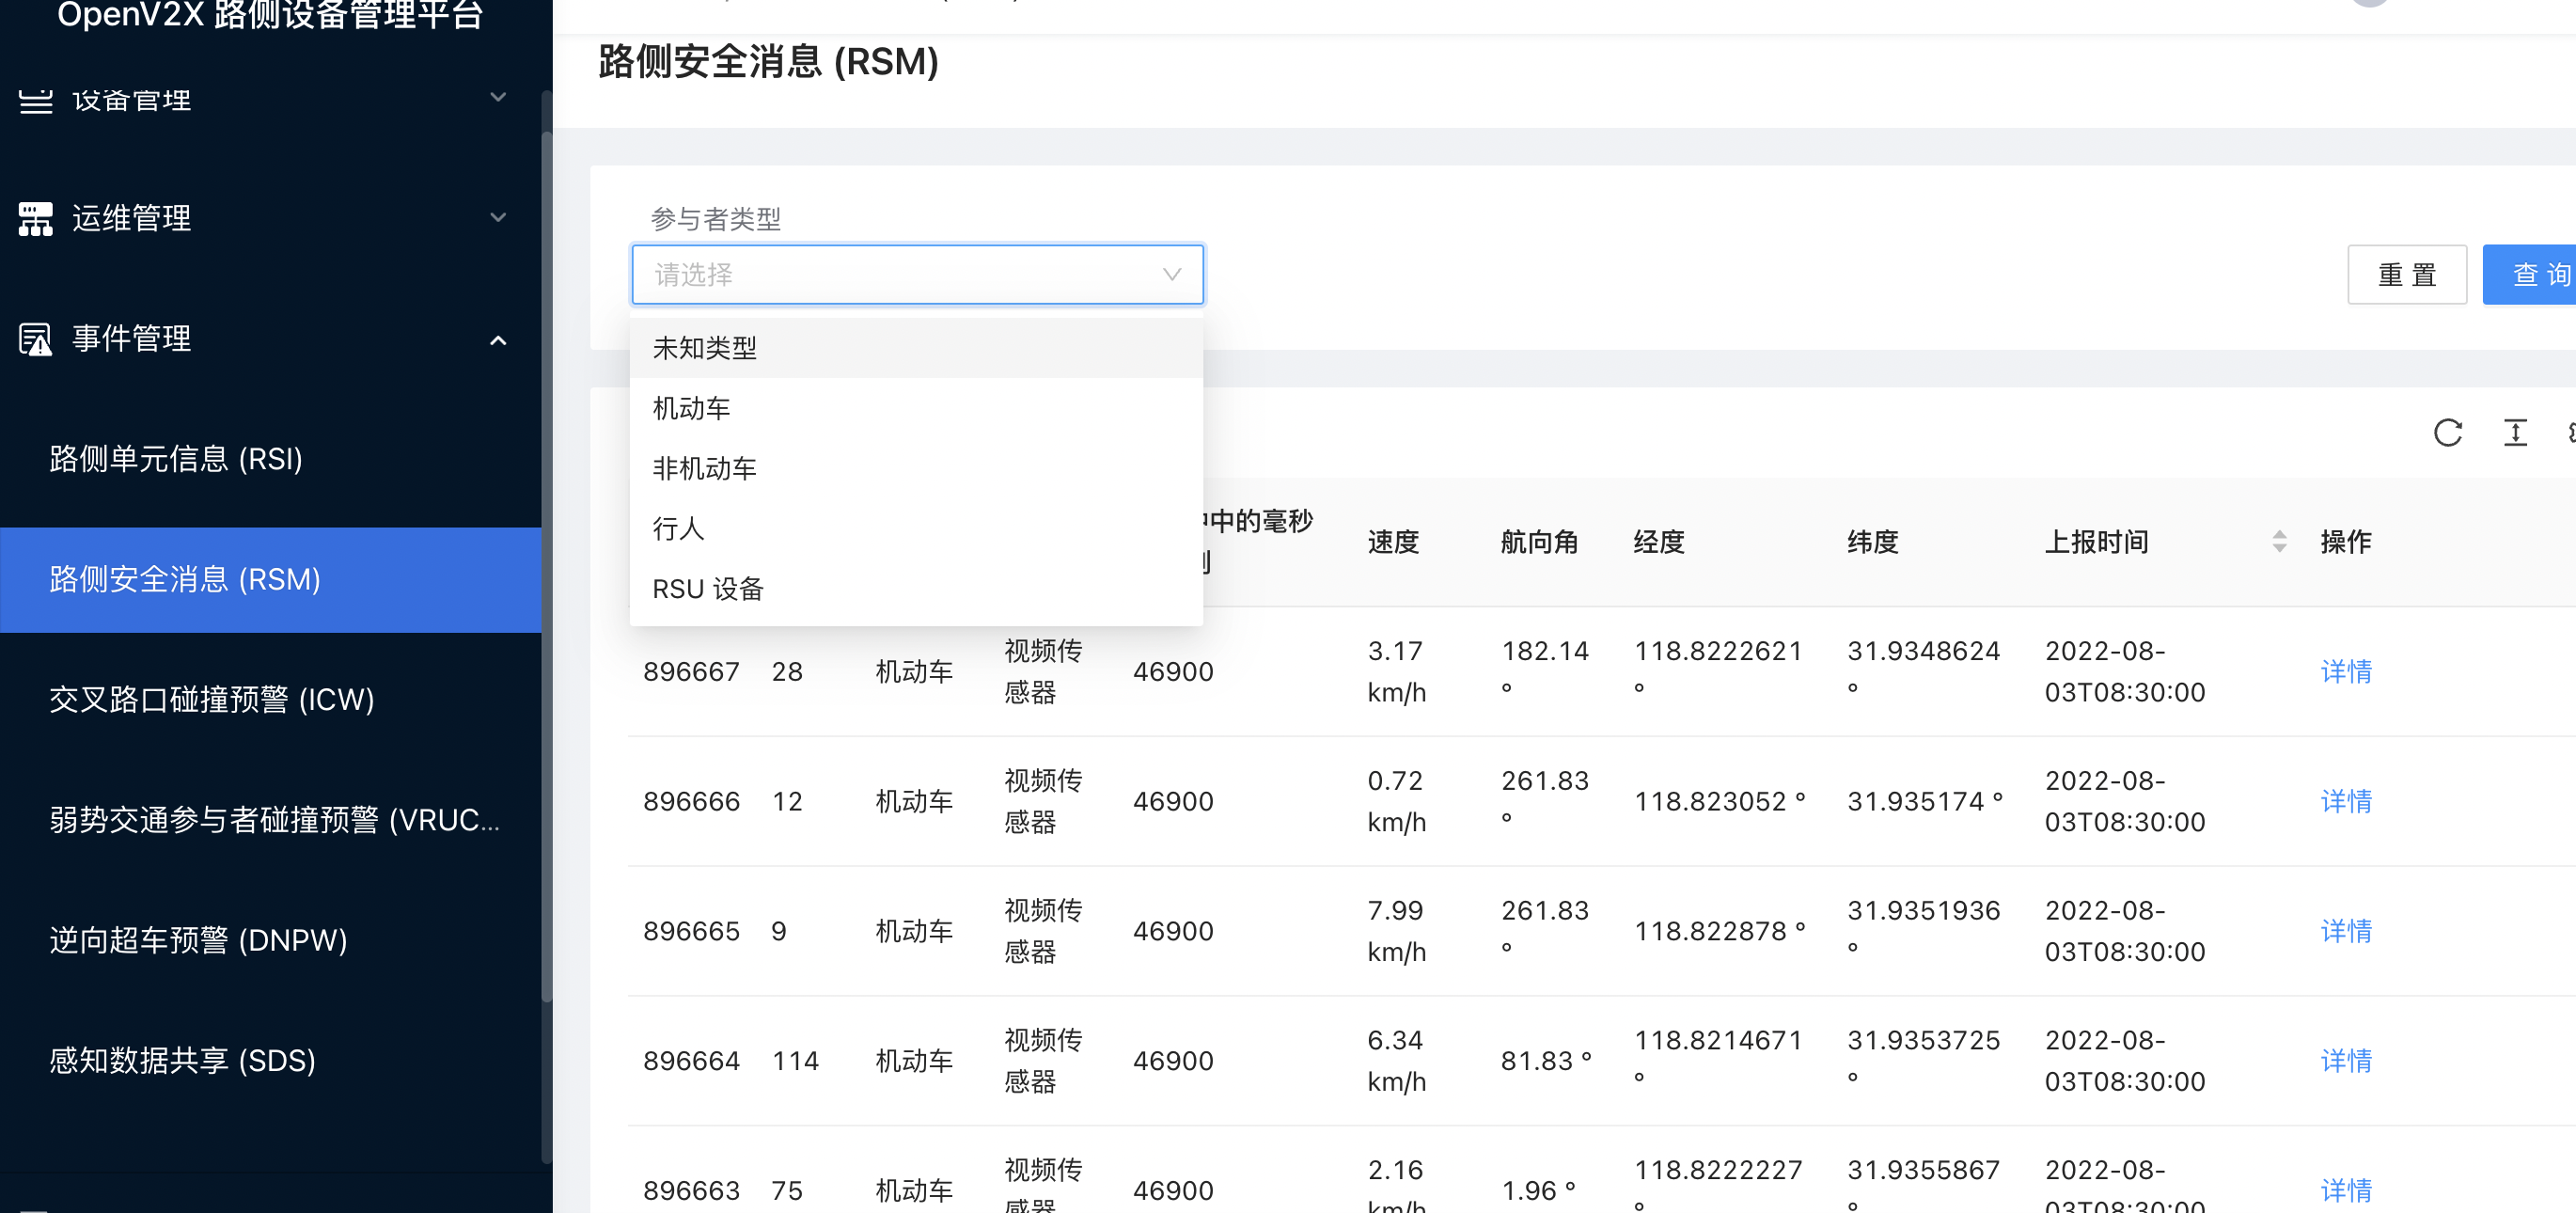 OpenV2X 路侧设备管理平台
设备管理
运维管理
事件管理
路侧单元信息 (RSI)
路侧安全消息 (RSM)
交叉路口碰撞预警 (ICW)
弱势交通参与者碰撞预警 (VRUC...
逆向超车预警 (DNPW)
感知数据共享 (SDS)
路侧安全消息 (RSM)
参与者类型
请选择
重 置
查 询
未知类型
机动车
非机动车
行人
RSU 设备
中的毫秒
速度
航向角
经度
纬度
上报时间
操作
896667 28 机动车 视频传 46900 3.17 182.14 118.8222621 31.9348624 2022-08- 详情
感器 km/h ° ° ° 03T08:30:00
896666 12 机动车 视频传 46900 0.72 261.83 118.823052 ° 31.935174 ° 2022-08- 详情
感器 km/h ° 03T08:30:00
896665 9 机动车 视频传 46900 7.99 261.83 118.822878 ° 31.9351936 2022-08- 详情
感器 km/h ° ° 03T08:30:00
896664 114 机动车 视频传 46900 6.34 81.83 ° 118.8214671 31.9353725 2022-08- 详情
感器 km/h ° ° 03T08:30:00
896663 75 机动车 视频传 46900 2.16 1.96 ° 118.8222227 31.9355867 2022-08- 详情
感器 km/h ° ° 03T08:30:00